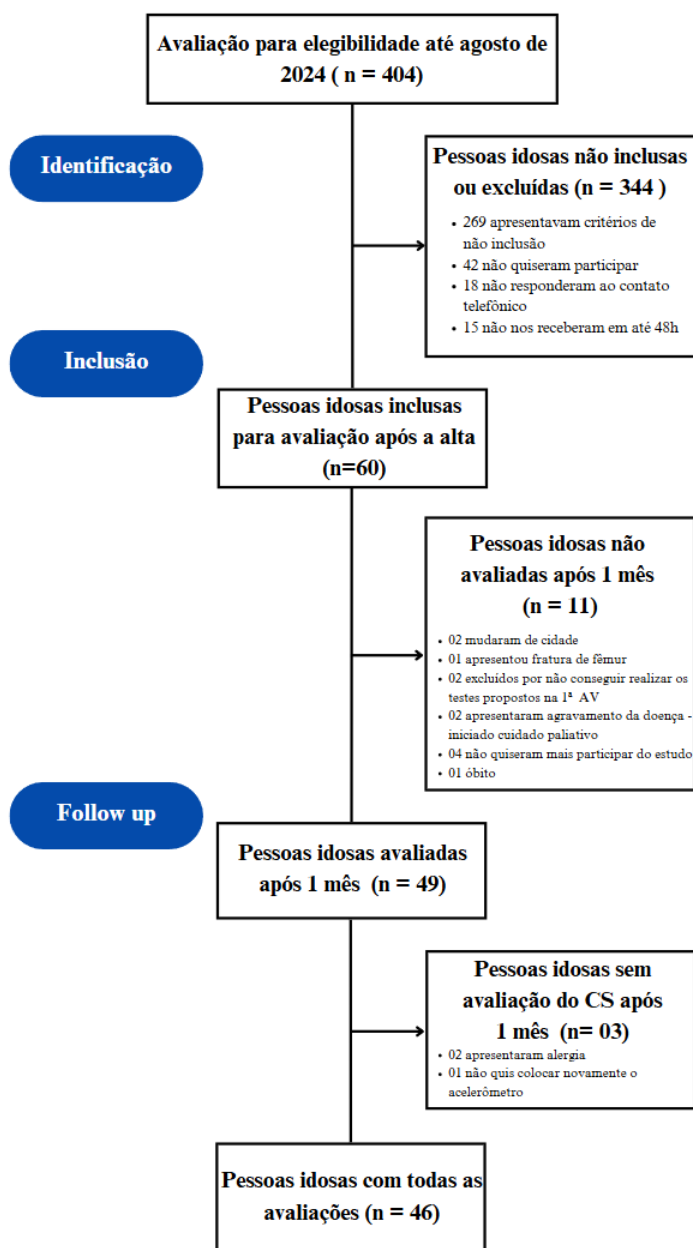 Avaliação para elegibilidade até agosto de
2024 ( n = 404)
Identificação
Pessoas idosas não inclusas
ou excluídas (n = 344 )
• 269 apresentavam critérios de
não inclusão
• 42 não quiseram participar
• 18 não responderam ao contato
telefônico
• 15 não nos receberam em até 48h
Inclusão
Pessoas idosas inclusas
para avaliação após a alta
(n=60)
Pessoas idosas não
avaliadas após 1 mês
(n = 11)
• 02 mudaram de cidade
• 01 apresentou fratura de fêmur
• 02 excluídos por não conseguir realizar os
testes propostos na 1ª AV
• 02 apresentaram agravamento da doença -
iniciado cuidado paliativo
• 04 não quiseram mais participar do estudo
• 01 óbito
Follow up
Pessoas idosas avaliadas
após 1 mês (n = 49)
Pessoas idosas sem
avaliação do CS após
1 mês (n= 03)
• 02 apresentaram alergia
• 01 não quis colocar novamente o
acelerômetro
Pessoas idosas com todas as
avaliações (n = 46)